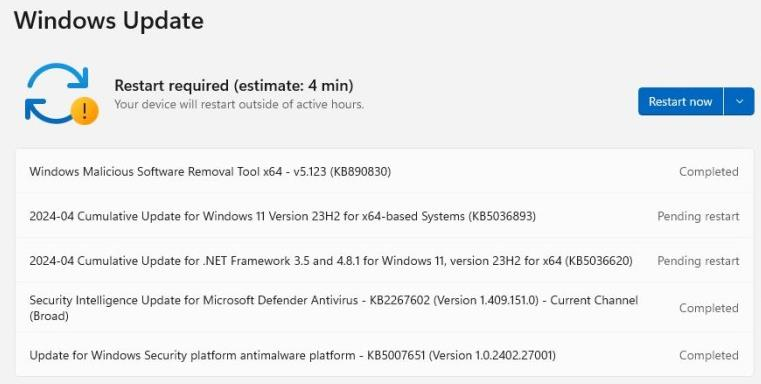 Windows Update
Restart required (estimate: 4 min)
Your device will restart outside of active hours.
Restart now
Windows Malicious Software Removal Tool x64 - v5.123 (KB890830)
Completed
2024-04 Cumulative Update for Windows 11 Version 23H2 for x64-based Systems (KB5036893)
Pending restart
2024-04 Cumulative Update for .NET Framework 3.5 and 4.8.1 for Windows 11, version 23H2 for x64 (KB5036620)
Pending restart
Security Intelligence Update for Microsoft Defender Antivirus - KB2267602 (Version 1.409.151.0) - Current Channel
(Broad)
Completed
Update for Windows Security platform antimalware platform - KB5007651 (Version 1.0.2402.27001)
Completed